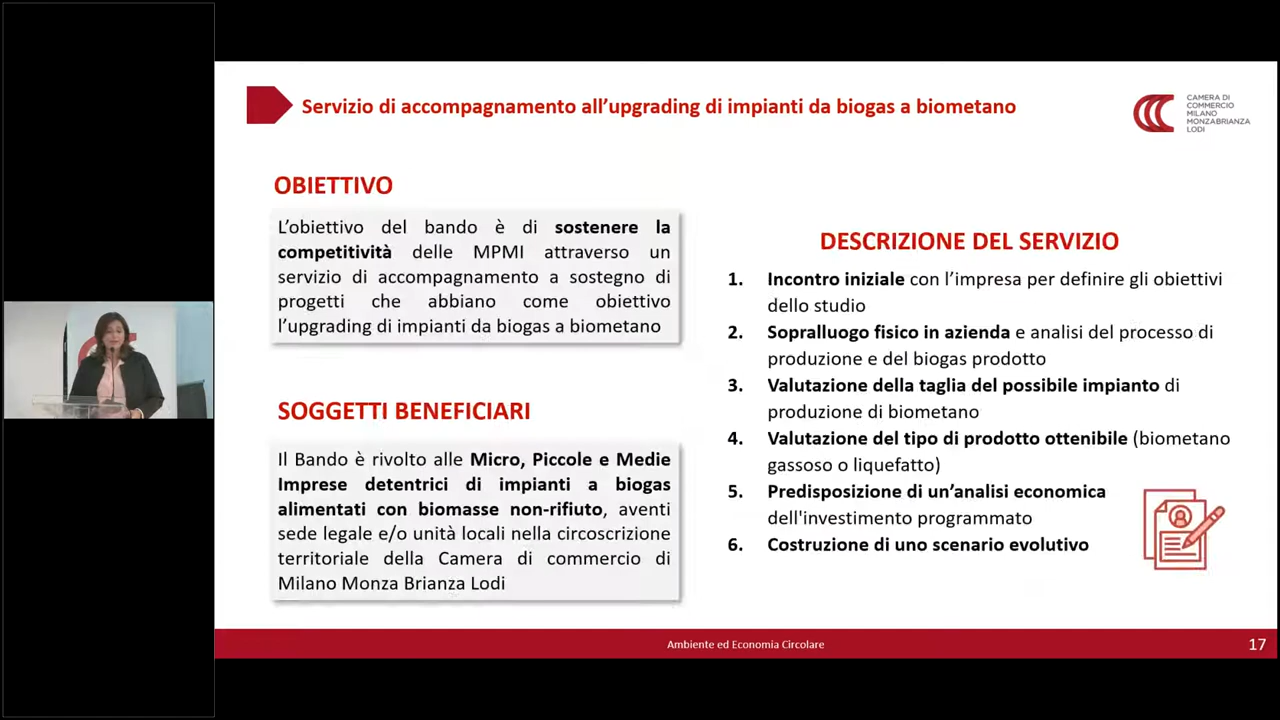 Servizio di accompagnamento all’upgrading di impianti da biogas a biometano
CAMERA DI
COMMERCIO
MILANO
MONZABRIANZA
LODI
OBIETTIVO
L’obiettivo del bando è di sostenere la
competitività delle MPMI attraverso un
servizio di accompagnamento a sostegno di
progetti che abbiano come obiettivo
l’upgrading di impianti da biogas a biometano
SOGGETTI BENEFICIARI
Il Bando è rivolto alle Micro, Piccole e Medie
Imprese detentrici di impianti a biogas
alimentati con biomasse non-rifiuto, aventi
sede legale e/o unità locali nella circoscrizione
territoriale della Camera di commercio di
Milano Monza Brianza Lodi
DESCRIZIONE DEL SERVIZIO
1. Incontro iniziale con l’impresa per definire gli obiettivi
dello studio
2. Sopralluogo fisico in azienda e analisi del processo di
produzione e del biogas prodotto
3. Valutazione della taglia del possibile impianto di
produzione di biometano
4. Valutazione del tipo di prodotto ottenibile (biometano
gassoso o liquefatto)
5. Predisposizione di un’analisi economica
dell'investimento programmato
6. Costruzione di uno scenario evolutivo
Ambiente ed Economia Circolare
17